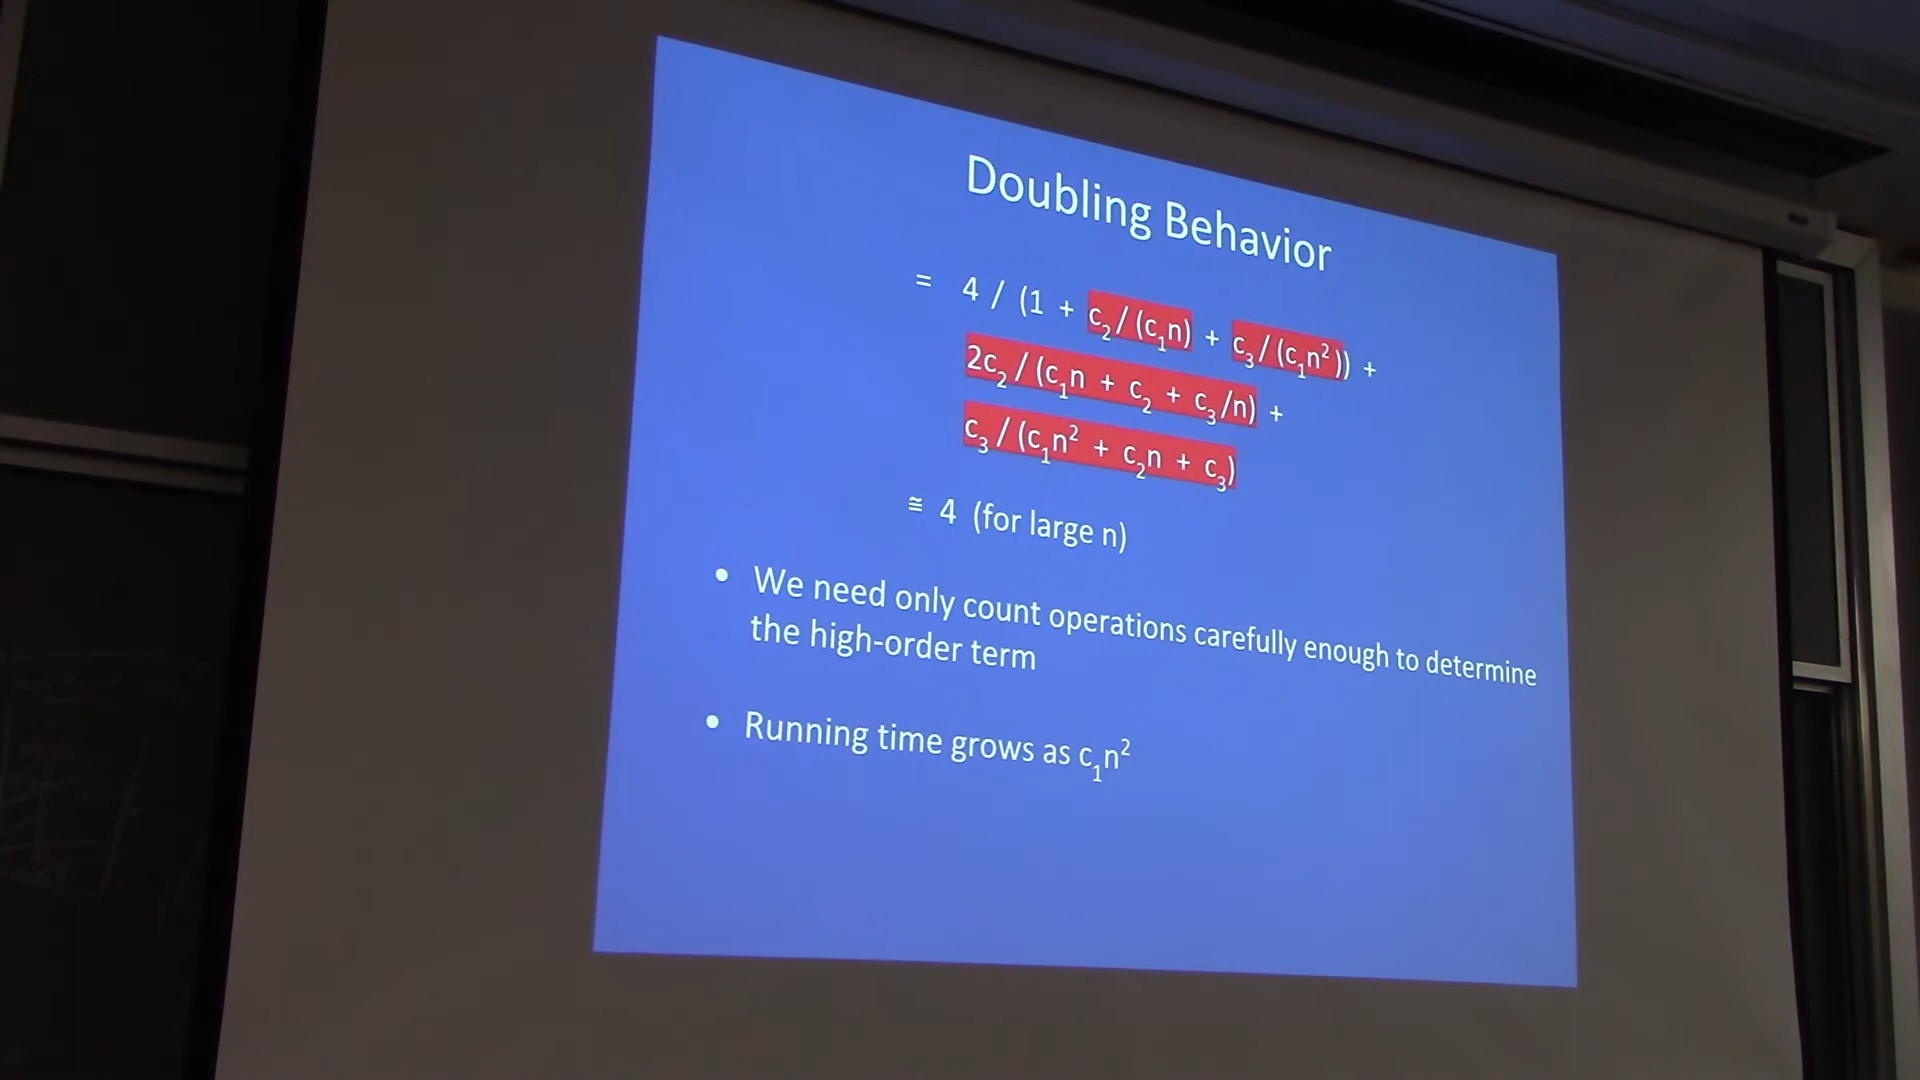 Doubling Behavior
= 4 / (1 + c₂ / (c₁n) + c₃ / (c₁n²)) +
2c₂ / (c₁n + c₂ + c₃/n) +
c₃ / (c₁n² + c₂n + c₃)
≅ 4 (for large n)
• We need only count operations carefully enough to determine
the high-order term
• Running time grows as c₁n²